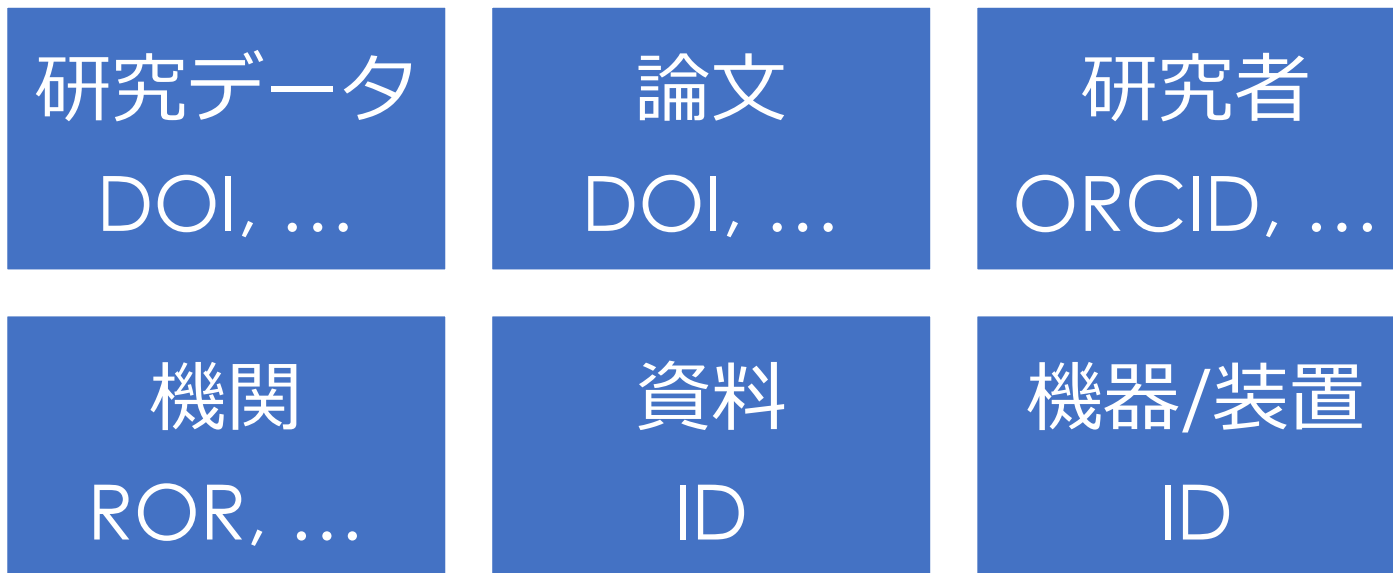 研究データ
DOI, …
論文
DOI, …
研究者
ORCID, …
機関
ROR, …
資料
ID
機器/装置
ID